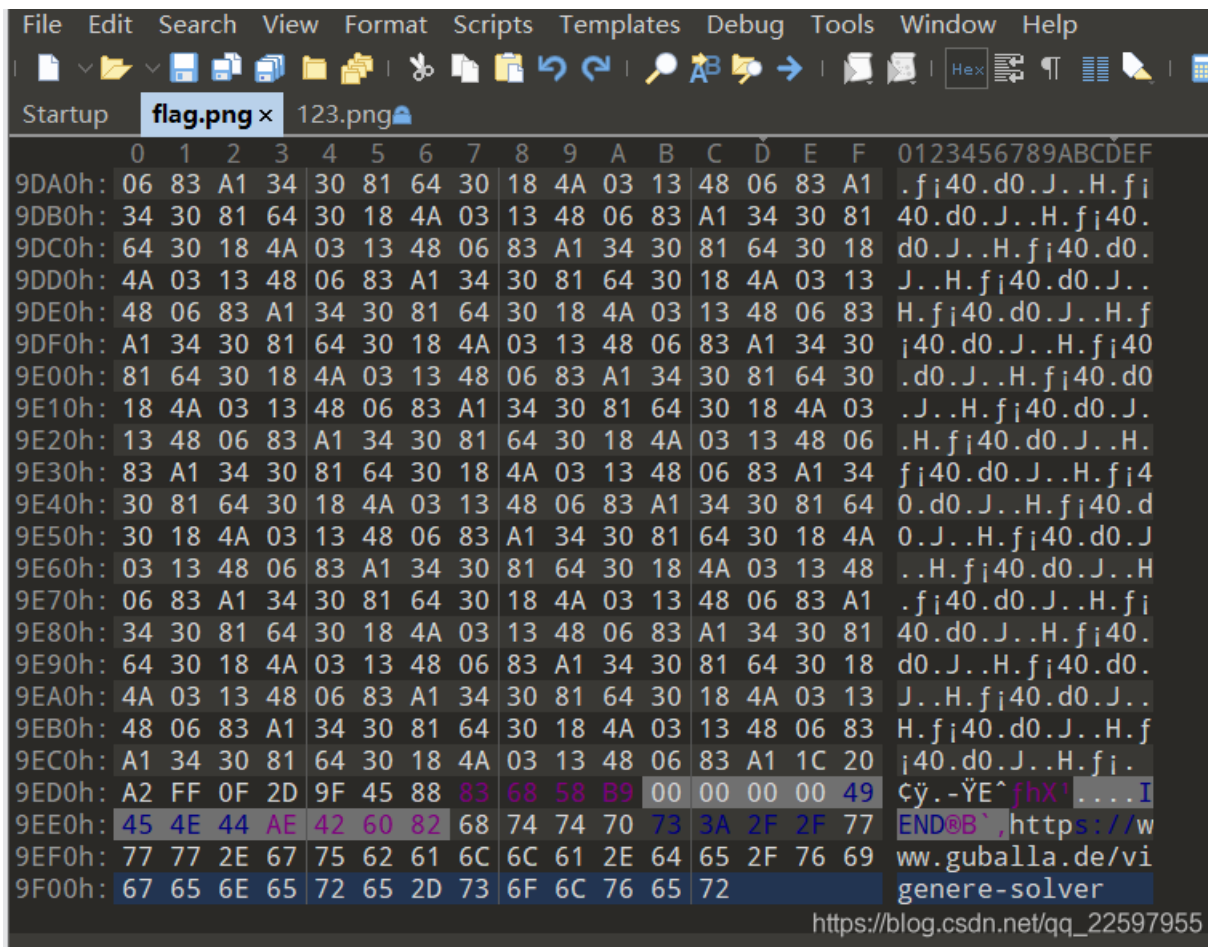 File Edit Search View Format Scripts Templates Debug Tools Window Help
Hex
Startup flag.png × 123.png
0 1 2 3 4 5 6 7 8 9 A B C D E F 0123456789ABCDEF
9DA0h: 06 83 A1 34 30 81 64 30 18 4A 03 13 48 06 83 A1 .ƒ¡40.d0.J..H.ƒ¡
9DB0h: 34 30 81 64 30 18 4A 03 13 48 06 83 A1 34 30 81 40.d0.J..H.ƒ¡40.
9DC0h: 64 30 18 4A 03 13 48 06 83 A1 34 30 81 64 30 18 d0.J..H.ƒ¡40.d0.
9DD0h: 4A 03 13 48 06 83 A1 34 30 81 64 30 18 4A 03 13 J..H.ƒ¡40.d0.J..
9DE0h: 48 06 83 A1 34 30 81 64 30 18 4A 03 13 48 06 83 H.ƒ¡40.d0.J..H.ƒ
9DF0h: A1 34 30 81 64 30 18 4A 03 13 48 06 83 A1 34 30 ¡40.d0.J..H.ƒ¡40
9E00h: 81 64 30 18 4A 03 13 48 06 83 A1 34 30 81 64 30 .d0.J..H.ƒ¡40.d0
9E10h: 18 4A 03 13 48 06 83 A1 34 30 81 64 30 18 4A 03 .J..H.ƒ¡40.d0.J.
9E20h: 13 48 06 83 A1 34 30 81 64 30 18 4A 03 13 48 06 .H.ƒ¡40.d0.J..H.
9E30h: 83 A1 34 30 81 64 30 18 4A 03 13 48 06 83 A1 34 ƒ¡40.d0.J..H.ƒ¡4
9E40h: 30 81 64 30 18 4A 03 13 48 06 83 A1 34 30 81 64 0.d0.J..H.ƒ¡40.d
9E50h: 30 18 4A 03 13 48 06 83 A1 34 30 81 64 30 18 4A 0.J..H.ƒ¡40.d0.J
9E60h: 03 13 48 06 83 A1 34 30 81 64 30 18 4A 03 13 48 ..H.ƒ¡40.d0.J..H
9E70h: 06 83 A1 34 30 81 64 30 18 4A 03 13 48 06 83 A1 .ƒ¡40.d0.J..H.ƒ¡
9E80h: 34 30 81 64 30 18 4A 03 13 48 06 83 A1 34 30 81 40.d0.J..H.ƒ¡40.
9E90h: 64 30 18 4A 03 13 48 06 83 A1 34 30 81 64 30 18 d0.J..H.ƒ¡40.d0.
9EA0h: 4A 03 13 48 06 83 A1 34 30 81 64 30 18 4A 03 13 J..H.ƒ¡40.d0.J..
9EB0h: 48 06 83 A1 34 30 81 64 30 18 4A 03 13 48 06 83 H.ƒ¡40.d0.J..H.ƒ
9EC0h: A1 34 30 81 64 30 18 4A 03 13 48 06 83 A1 1C 20 ¡40.d0.J..H.ƒ¡.
9ED0h: A2 FF 0F 2D 9F 45 88 83 68 58 B9 00 00 00 00 49 ¢ÿ.-ŸEˆƒhX¹....I
9EE0h: 45 4E 44 AE 42 60 82 68 74 74 70 73 3A 2F 2F 77 END®B`‚https://w
9EF0h: 77 77 2E 67 75 62 61 6C 6C 61 2E 64 65 2F 76 69 ww.guballa.de/vi
9F00h: 67 65 6E 65 72 65 2D 73 6F 6C 76 65 72 genere-solver
https://blog.csdn.net/qq_22597955